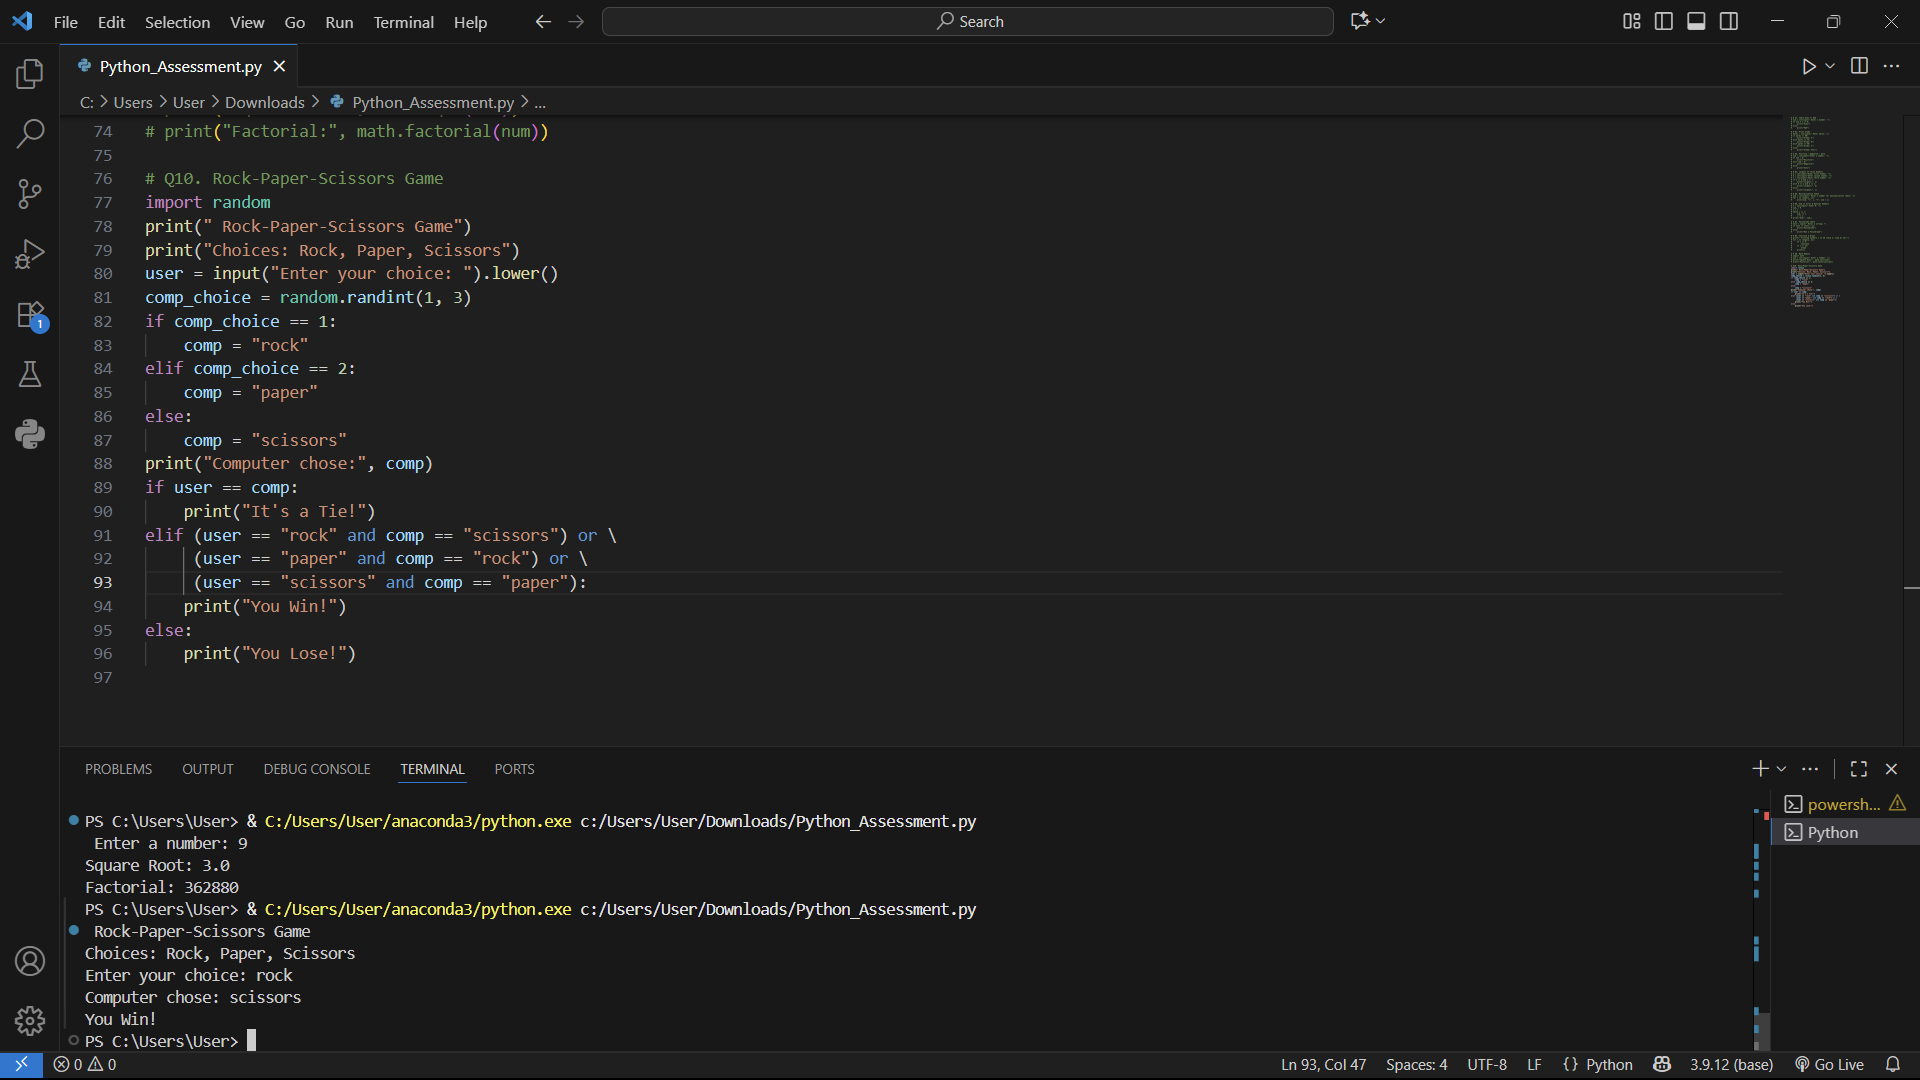 File Edit Selection View Go Run Terminal Help Search
Python_Assessment.py
C: > Users > User > Downloads > Python_Assessment.py > ...
74 # print("Factorial:", math.factorial(num))
75
76 # Q10. Rock-Paper-Scissors Game
77 import random
78 print(" Rock-Paper-Scissors Game")
79 print("Choices: Rock, Paper, Scissors")
80 user = input("Enter your choice: ").lower()
81 comp_choice = random.randint(1, 3)
82 if comp_choice == 1:
83 comp = "rock"
84 elif comp_choice == 2:
85 comp = "paper"
86 else:
87 comp = "scissors"
88 print("Computer chose:", comp)
89 if user == comp:
90 print("It's a Tie!")
91 elif (user == "rock" and comp == "scissors") or \
92 (user == "paper" and comp == "rock") or \
93 (user == "scissors" and comp == "paper"):
94 print("You Win!")
95 else:
96 print("You Lose!")
97
1
PROBLEMS OUTPUT DEBUG CONSOLE TERMINAL PORTS
powersh...
Python
PS C:\Users\User> & C:/Users/User/anaconda3/python.exe c:/Users/User/Downloads/Python_Assessment.py
Enter a number: 9
Square Root: 3.0
Factorial: 362880
PS C:\Users\User> & C:/Users/User/anaconda3/python.exe c:/Users/User/Downloads/Python_Assessment.py
Rock-Paper-Scissors Game
Choices: Rock, Paper, Scissors
Enter your choice: rock
Computer chose: scissors
You Win!
PS C:\Users\User>
0 0 Ln 93, Col 47 Spaces: 4 UTF-8 LF {} Python 3.9.12 (base) Go Live